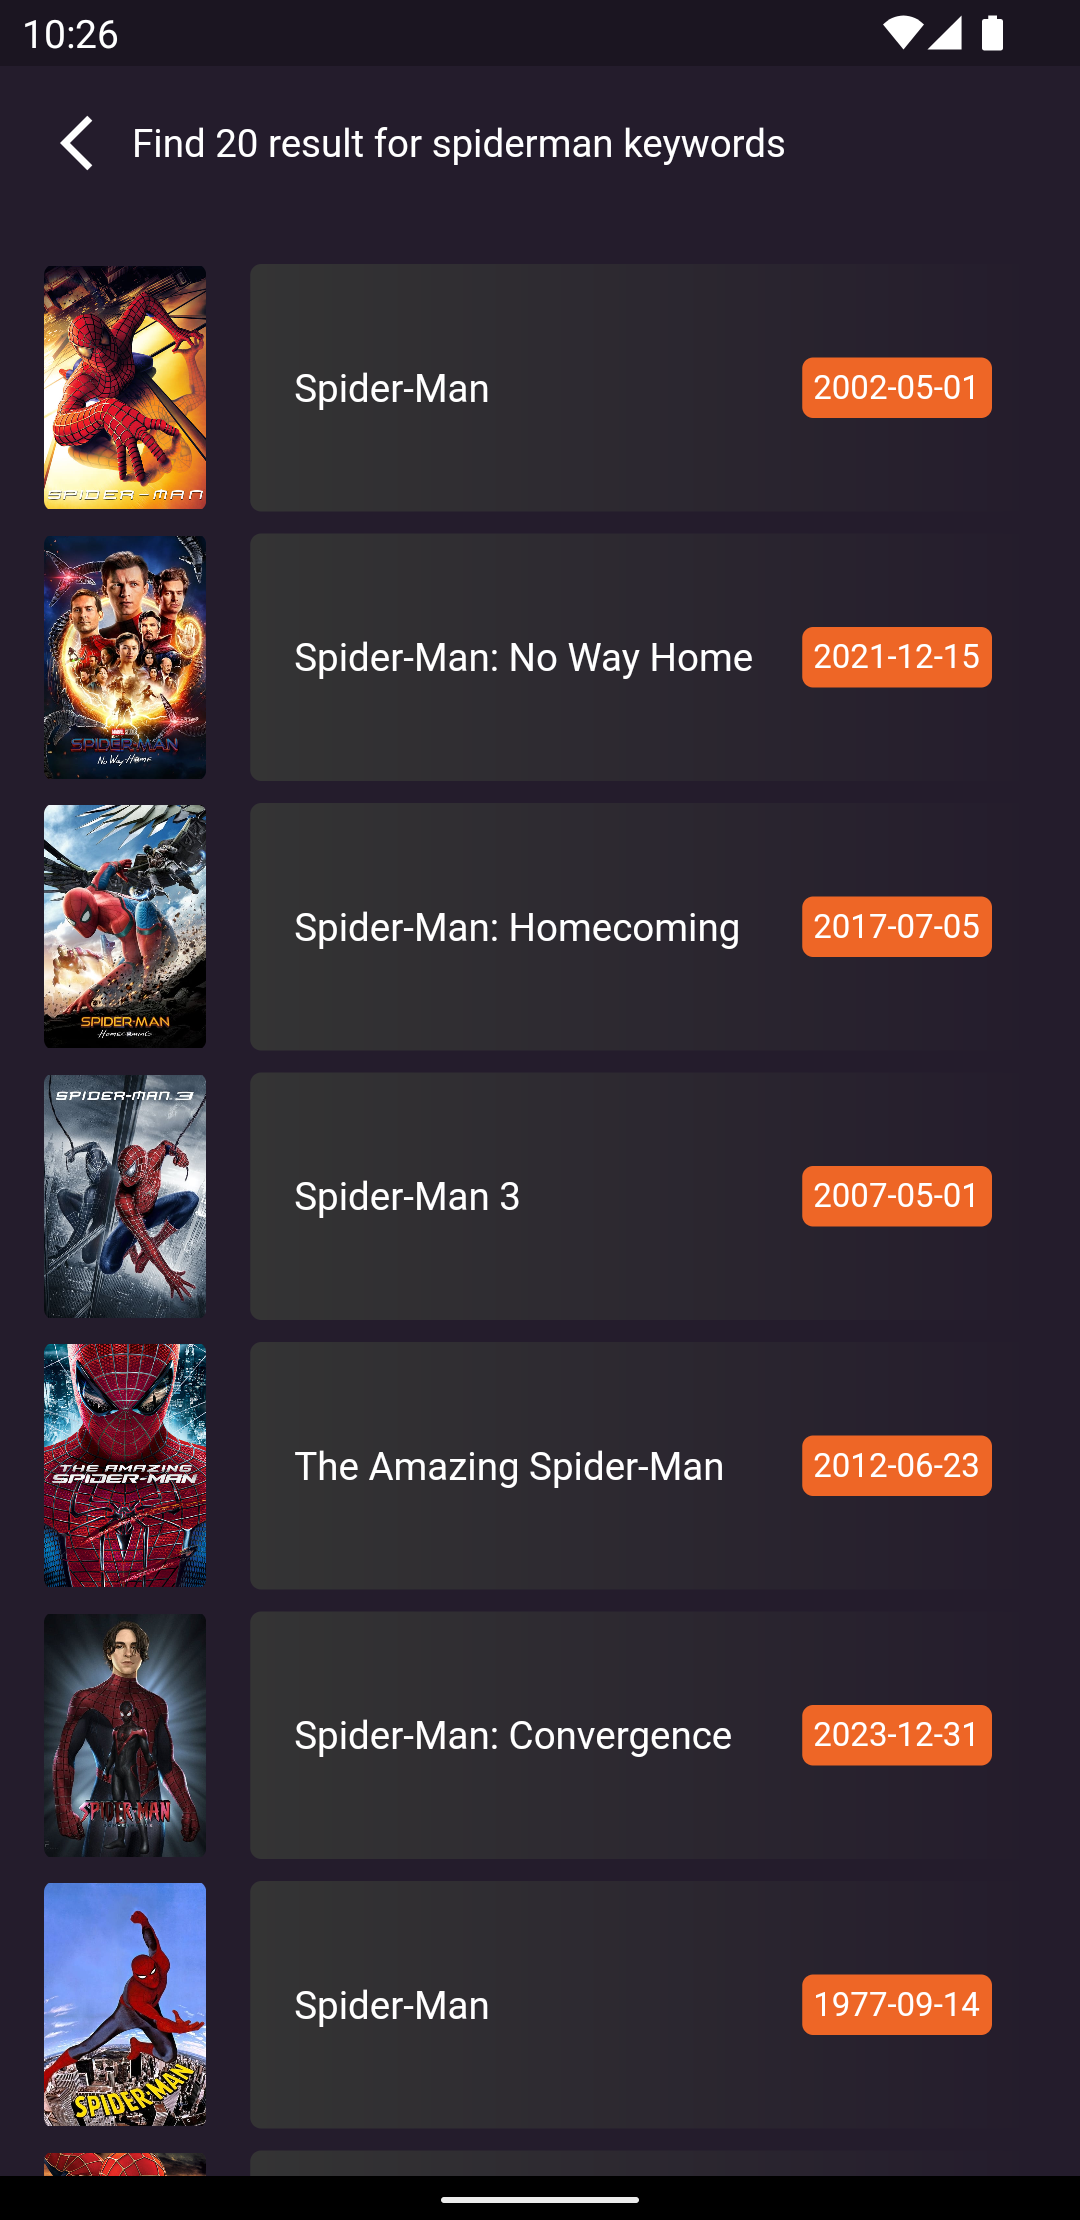 10:26
Find 20 result for spiderman keywords
SPIDER-MAN
Spider-Man
2002-05-01
SPIDER-MAN
No Way Home
Spider-Man: No Way Home
2021-12-15
SPIDER-MAN
Homecoming
Spider-Man: Homecoming
2017-07-05
SPIDER-MAN 3
Spider-Man 3
2007-05-01
THE AMAZING
SPIDER-MAN
The Amazing Spider-Man
2012-06-23
SPIDER-MAN
Spider-Man: Convergence
2023-12-31
SPIDER-MAN
Spider-Man
1977-09-14